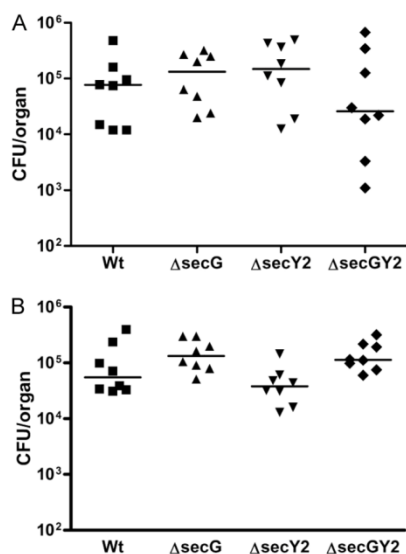 A
CFU/organ
10⁶
10⁵
10⁴
10³
10²
Wt ΔsecG ΔsecY2 ΔsecGY2
B
CFU/organ
10⁶
10⁵
10⁴
10³
10²
Wt ΔsecG ΔsecY2 ΔsecGY2